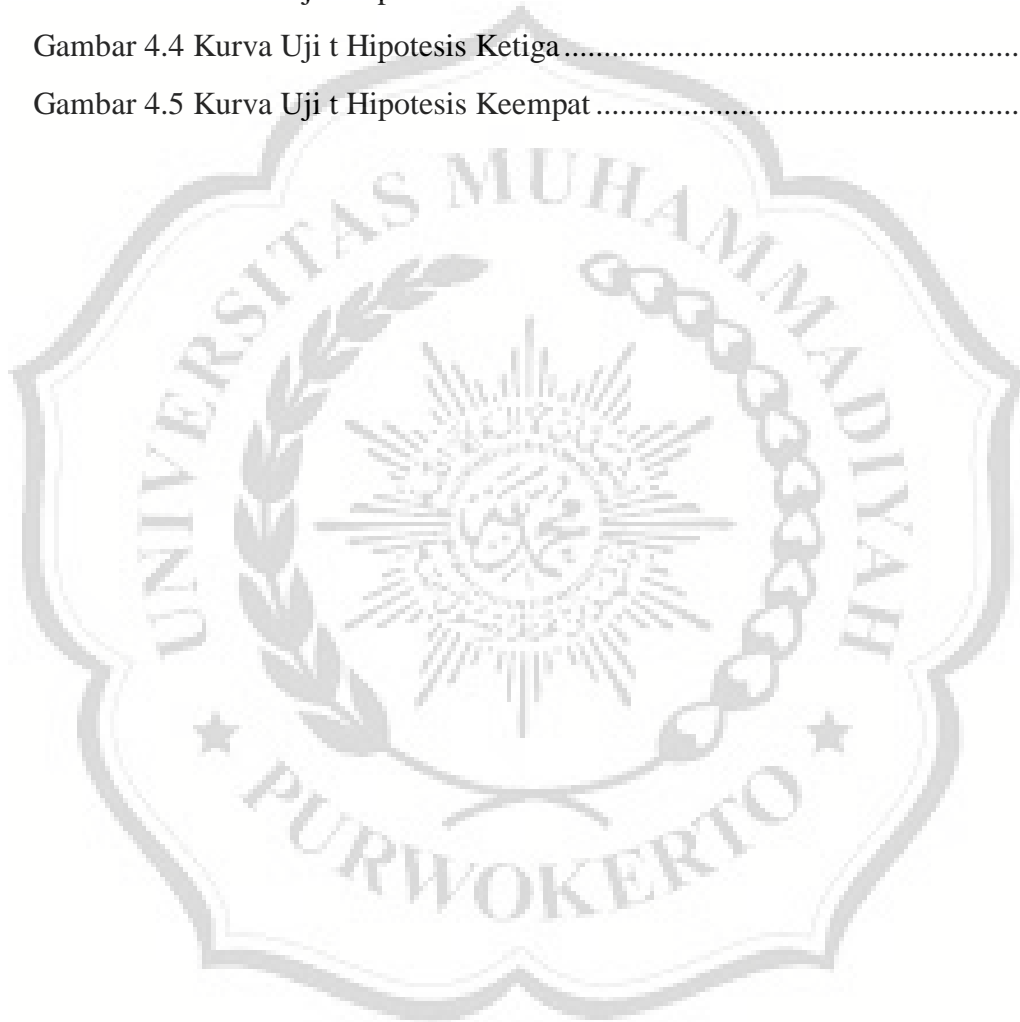 Gambar 4.4 Kurva Uji t Hipotesis Ketiga........................................................
Gambar 4.5 Kurva Uji t Hipotesis Keempat....................................................
UNIVERSITAS MUHAMMADIYAH
★ PURWOKERTO ★